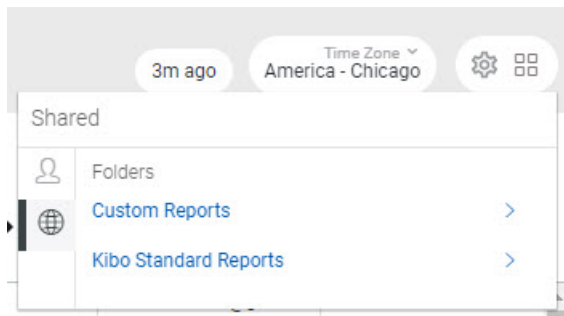 3m ago
Time Zone
America - Chicago
Shared
Folders
Custom Reports
Kibo Standard Reports